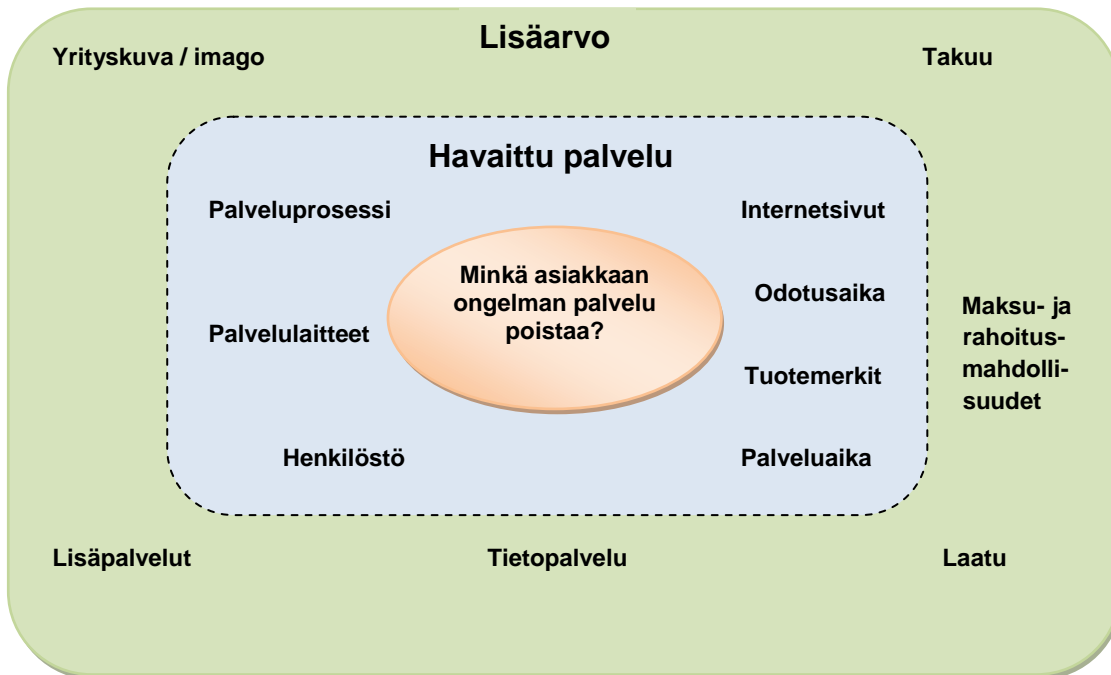 Lisäarvo
Yrityskuva / imago
Takuu
Havaittu palvelu
Palveluprosessi
Internetsivut
Minkä asiakkaan
ongelman palvelu
poistaa?
Odotusaika
Palvelulaitteet
Maksu- ja
rahoitus-
mahdolli-
suudet
Tuotemerkit
Henkilöstö
Palveluaika
Lisäpalvelut
Tietopalvelu
Laatu